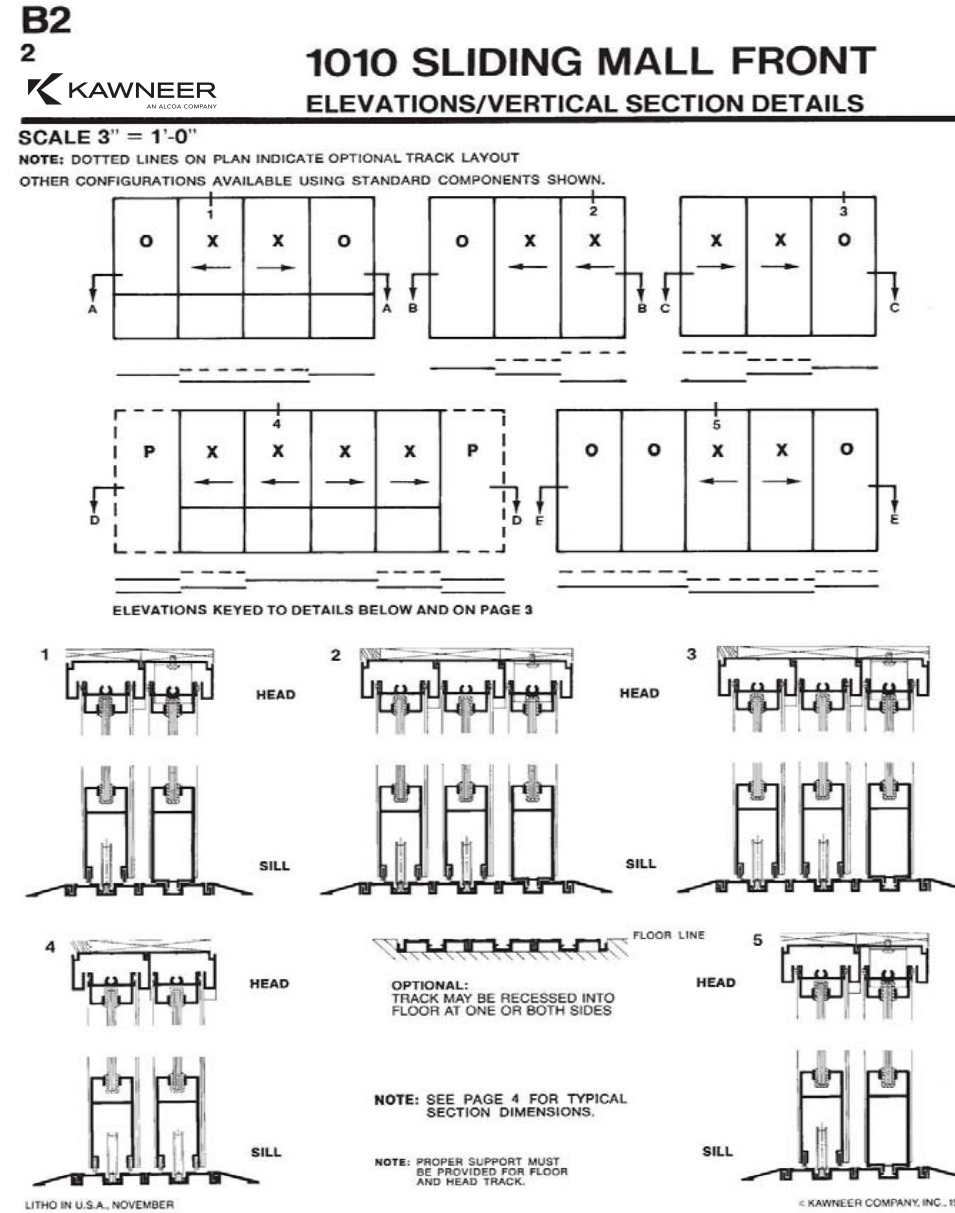 B2
2
KAWNEER
AN ALCOA COMPANY
1010 SLIDING MALL FRONT
ELEVATIONS/VERTICAL SECTION DETAILS
SCALE 3" = 1'-0"
NOTE: DOTTED LINES ON PLAN INDICATE OPTIONAL TRACK LAYOUT
OTHER CONFIGURATIONS AVAILABLE USING STANDARD COMPONENTS SHOWN.
1 2 3
O X X O O X X X X O
A A B B C C
4 5
P X X X X P O O X X O
D D E E
ELEVATIONS KEYED TO DETAILS BELOW AND ON PAGE 3
1 HEAD 2 HEAD 3
SILL SILL
4 HEAD FLOOR LINE 5
OPTIONAL: HEAD
TRACK MAY BE RECESSED INTO
FLOOR AT ONE OR BOTH SIDES
NOTE: SEE PAGE 4 FOR TYPICAL
SECTION DIMENSIONS.
SILL SILL
NOTE: PROPER SUPPORT MUST
BE PROVIDED FOR FLOOR
AND HEAD TRACK.
LITHO IN U.S.A., NOVEMBER
KAWNEER COMPANY, INC.,